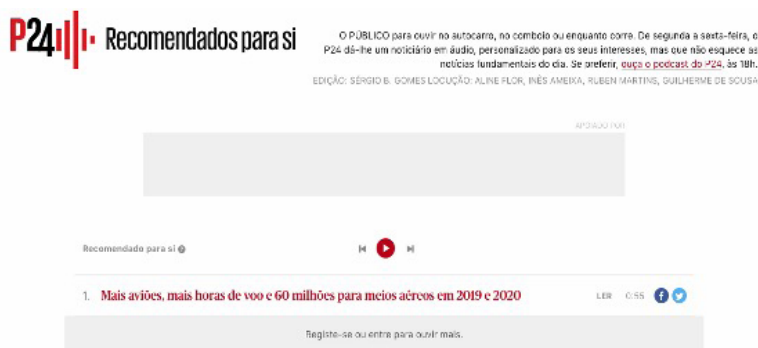 P24 Recomendados para si
O PÚBLICO para ouvir no autocarro, no comboio ou enquanto corre. De segunda a sexta-feira, o
P24 dá-lhe um noticiário em áudio, personalizado para os seus interesses, mas que não esquece as
notícias fundamentais do dia. Se preferir, ouça o podcast do P24, às 18h.
EDIÇÃO: SÉRGIO B. GOMES LOCUÇÃO: ALINE FLOR, INÊS AMEIXA, RUBEN MARTINS, GUILHERME DE SOUSA
APOIADO POR
Recomendado para si
1. Mais aviões, mais horas de voo e 60 milhões para meios aéreos em 2019 e 2020 LER 0:55
Registe-se ou entre para ouvir mais.